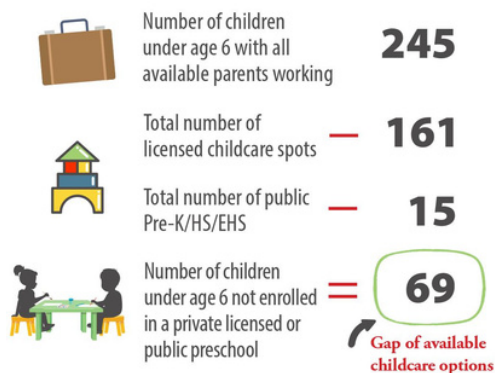 Number of children
under age 6 with all
available parents working
245
Total number of
licensed childcare spots
— 161
Total number of public
Pre-K/HS/EHS
— 15
Number of children
under age 6 not enrolled
in a private licensed or
public preschool
= 69
Gap of available
childcare options